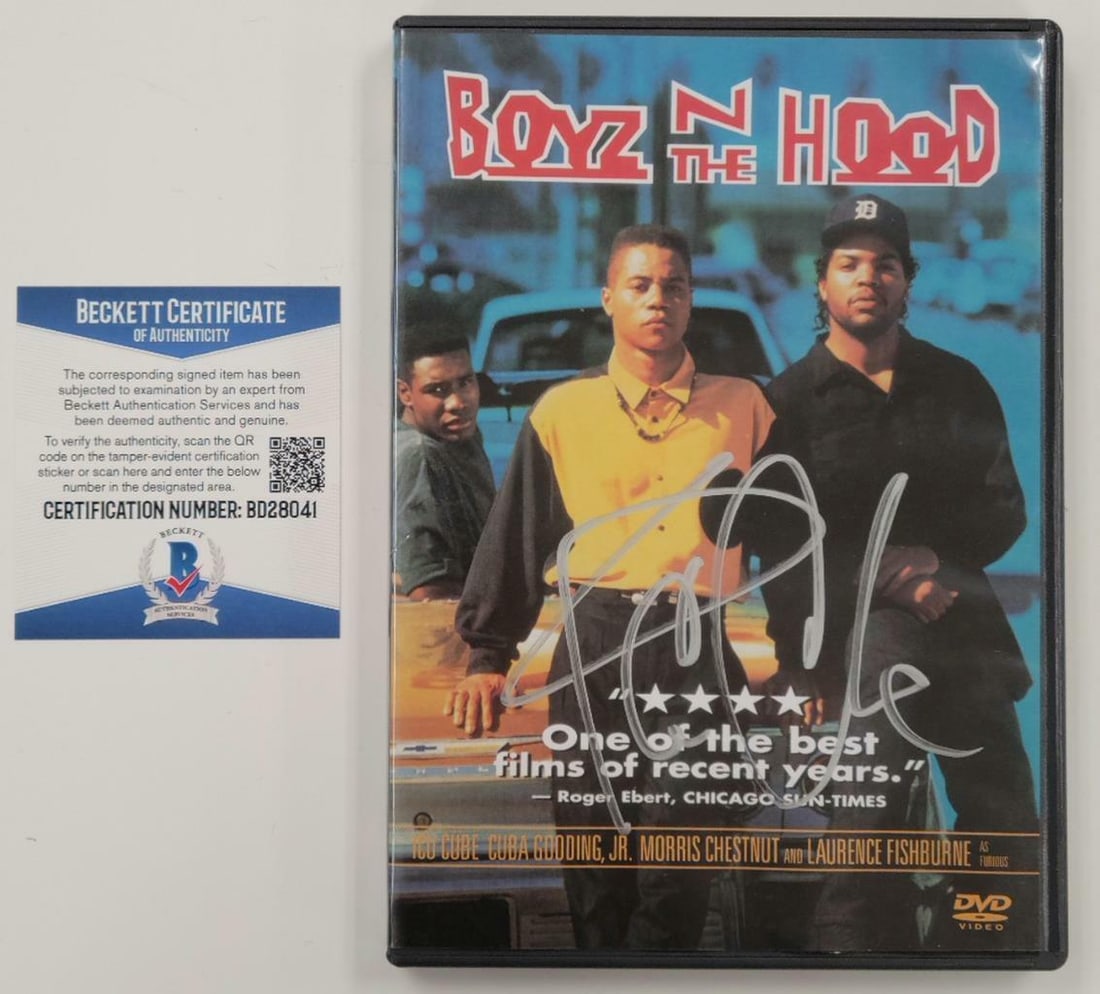 BECKETT CERTIFICATE
OF AUTHENTICITY
The corresponding signed item has been
subjected to examination by an expert from
Beckett Authentication Services and has
been deemed authentic and genuine.
To verify the authenticity, scan the QR
code on the tamper-evident certification
sticker or scan here and enter the below
number in the designated area.
CERTIFICATION NUMBER: BD28041
BECKETT
B
AUTHENTICATION
SERVICES
BOYZ N THE HOOD
D
"★★★★
One of the best
films of recent years."
— Roger Ebert, CHICAGO SUN-TIMES
ICE CUBE CUBA GOODING, JR. MORRIS CHESTNUT AND LAURENCE FISHBURNE AS FURIOUS
DVD
VIDEO